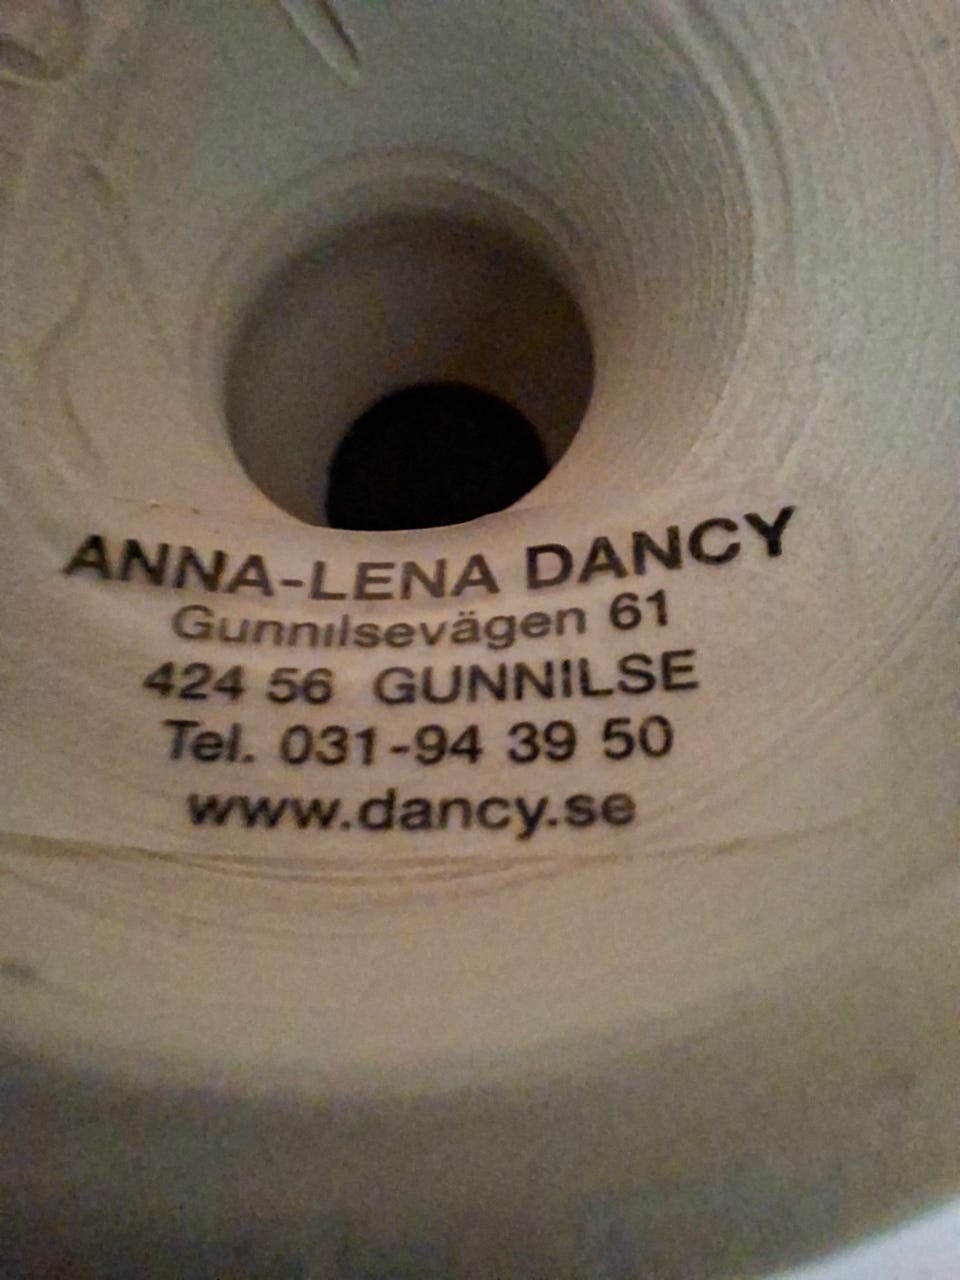 ANNA-LENA DANCY
Gunnilsevägen 61
424 56 GUNNILSE
Tel. 031-94 39 50
www.dancy.se